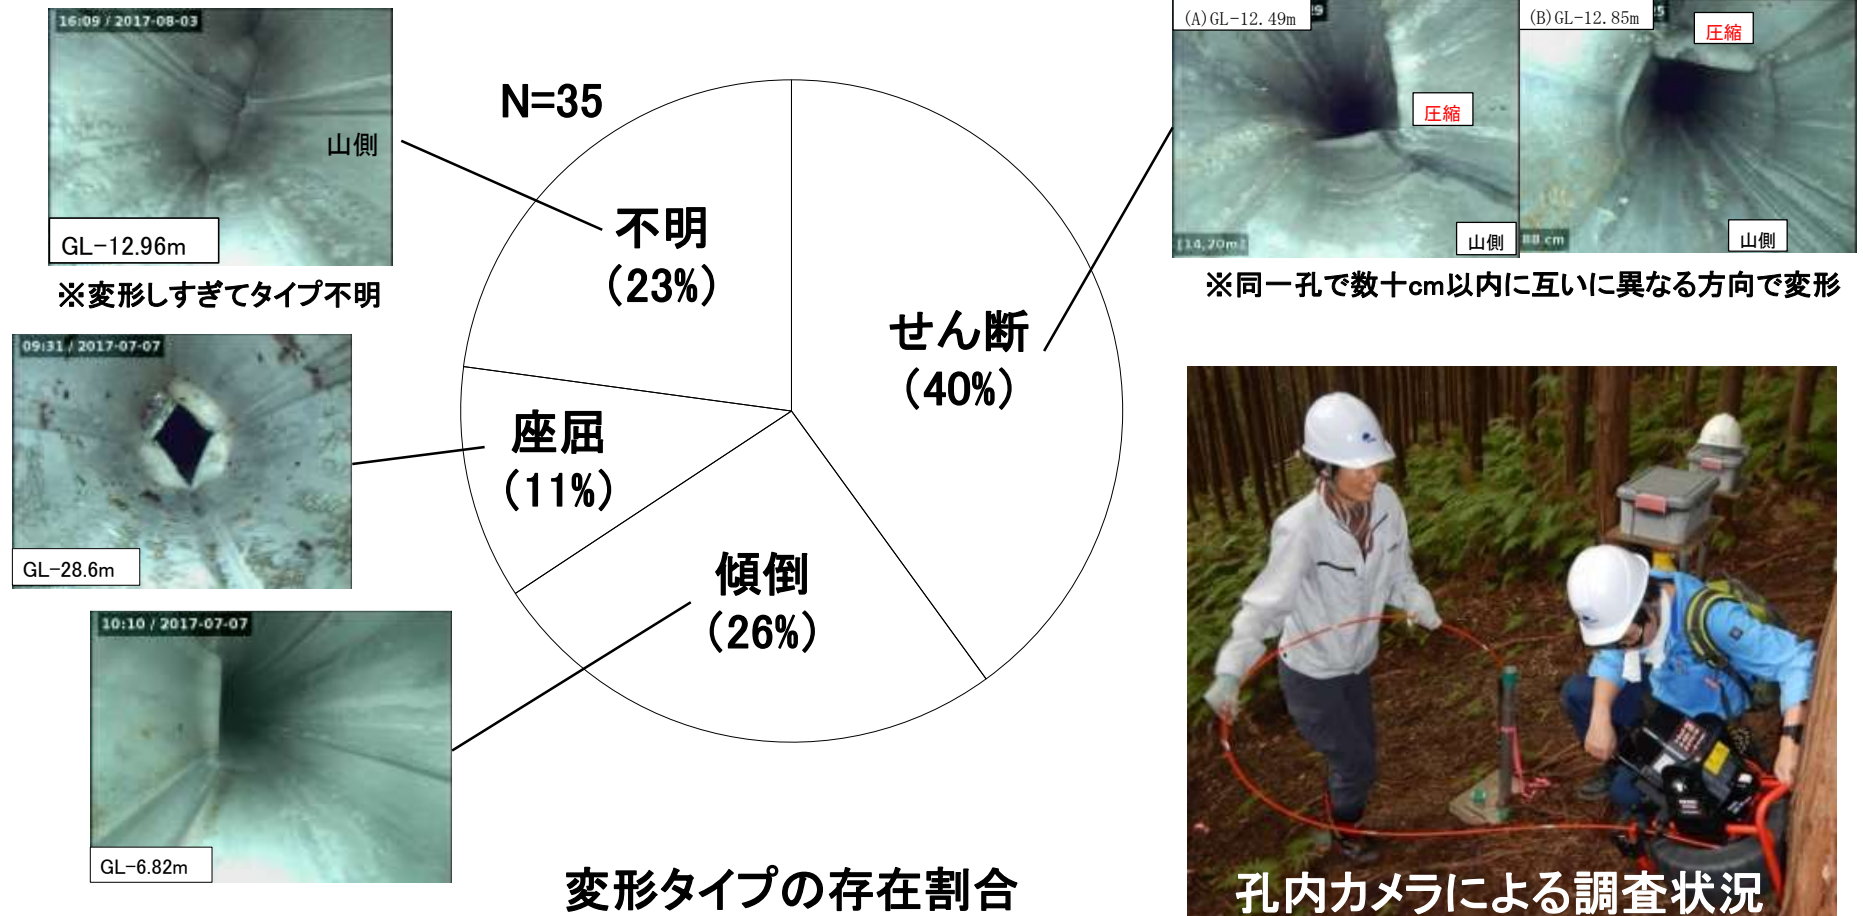 16:09 / 2017-08-03
山側
GL-12.96m
※変形しすぎてタイプ不明
09:31 / 2017-07-07
GL-28.6m
10:10 / 2017-07-07
GL-6.82m
N=35
不明
(23%)
せん断
(40%)
座屈
(11%)
傾倒
(26%)
変形タイプの存在割合
(A)GL-12.49m
圧縮
[14.20m]
山側
(B)GL-12.85m
圧縮
88 cm
山側
※同一孔で数十cm以内に互いに異なる方向で変形
孔内カメラによる調査状況